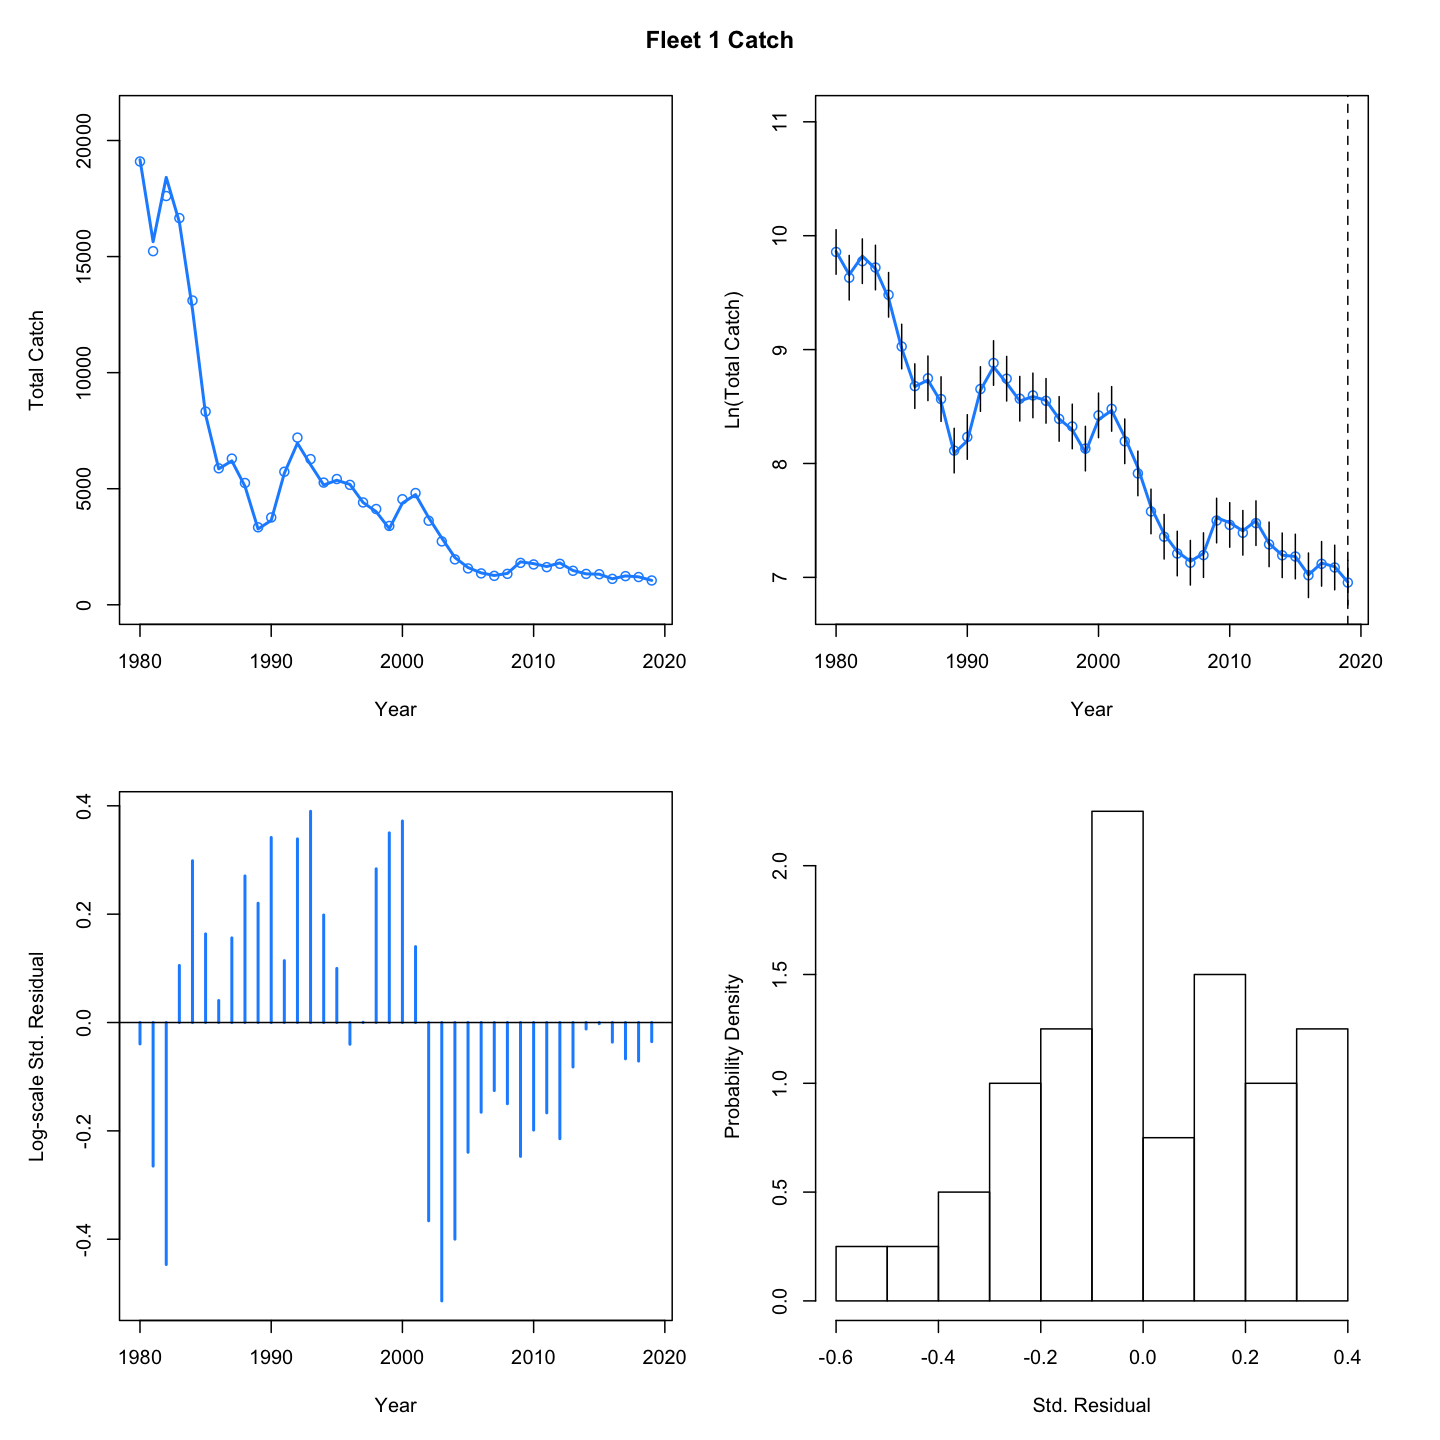 Fleet 1 Catch
Total Catch
20000
15000
10000
5000
0
1980 1990 2000 2010 2020
Year
Ln(Total Catch)
11
10
9
8
7
1980 1990 2000 2010 2020
Year
Log-scale Std. Residual
0.4
0.2
0.0
-0.2
-0.4
1980 1990 2000 2010 2020
Year
Probability Density
2.0
1.5
1.0
0.5
0.0
-0.6 -0.4 -0.2 0.0 0.2 0.4
Std. Residual